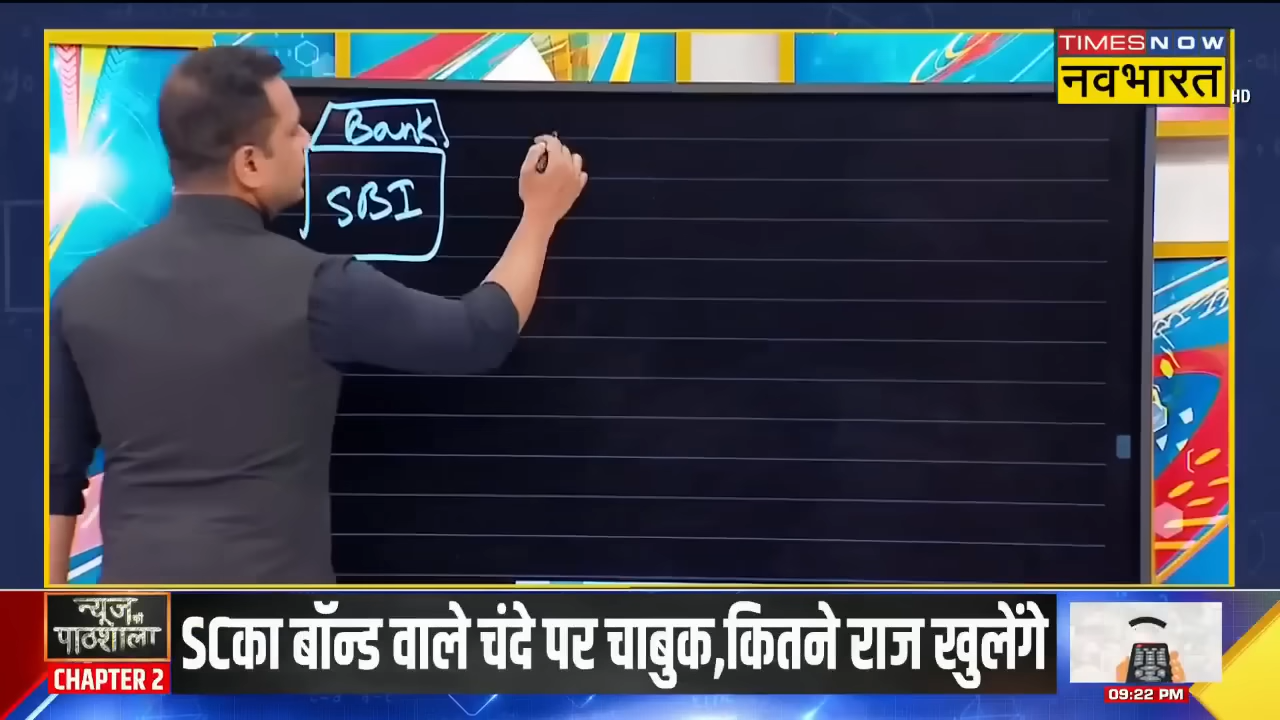 TIMES NOW
नवभारत
HD
Bank
SBI
न्यूज़ की
पाठशाला
CHAPTER 2
SCका बॉन्ड वाले चंदे पर चाबुक,कितने राज खुलेंगे
09:22 PM